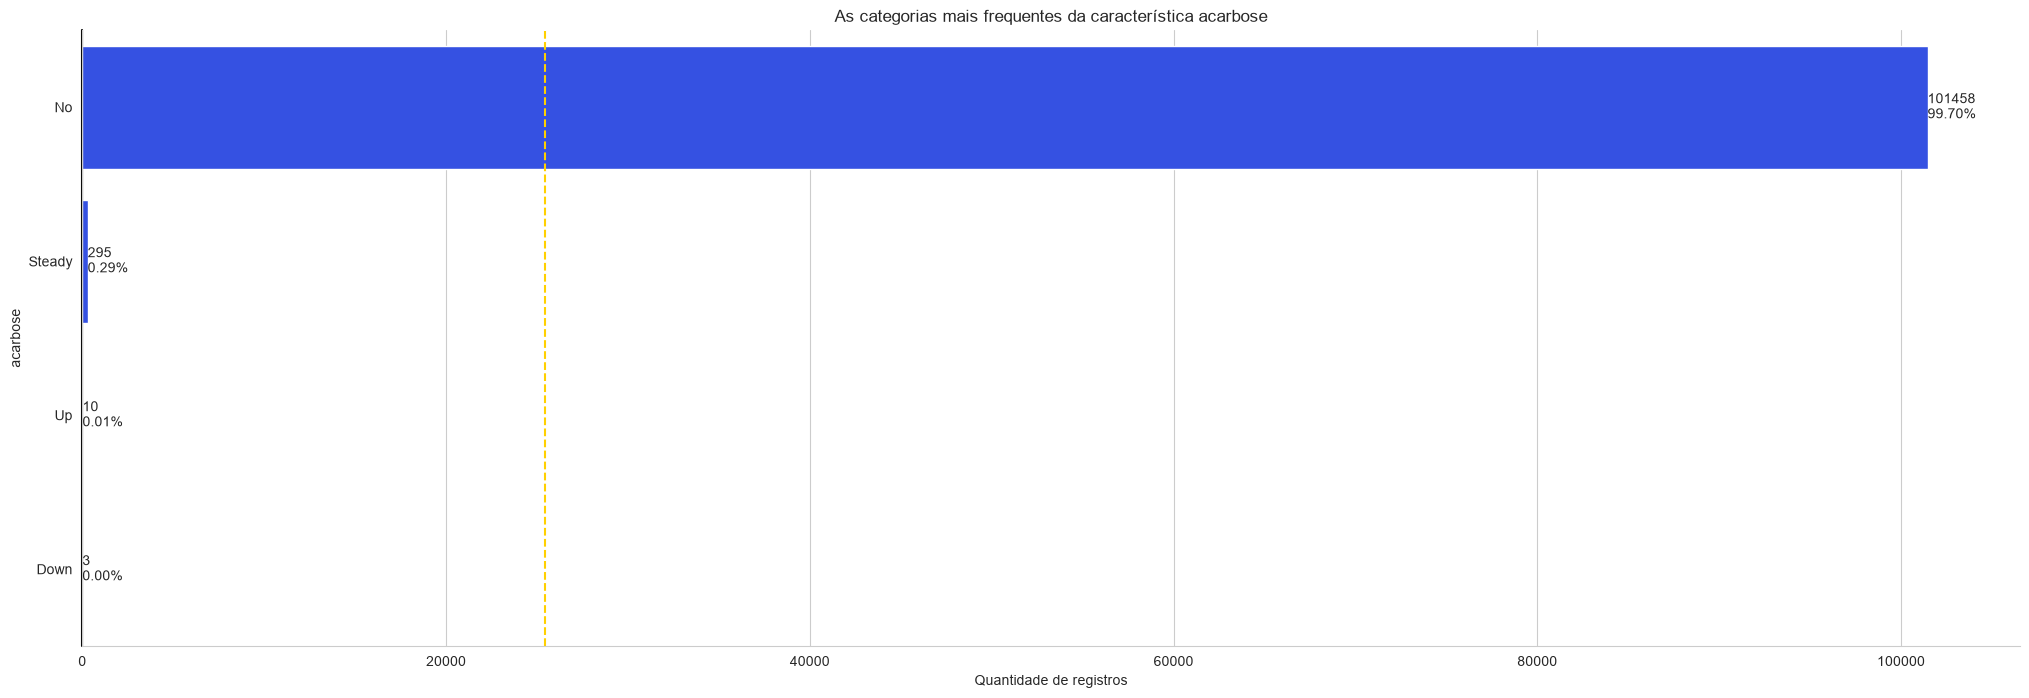 As categorias mais frequentes da característica acarbose
No
101458
99.70%
Steady
295
0.29%
Up
10
0.01%
Down
3
0.00%
acarbose
0
20000
40000
60000
80000
100000
Quantidade de registros